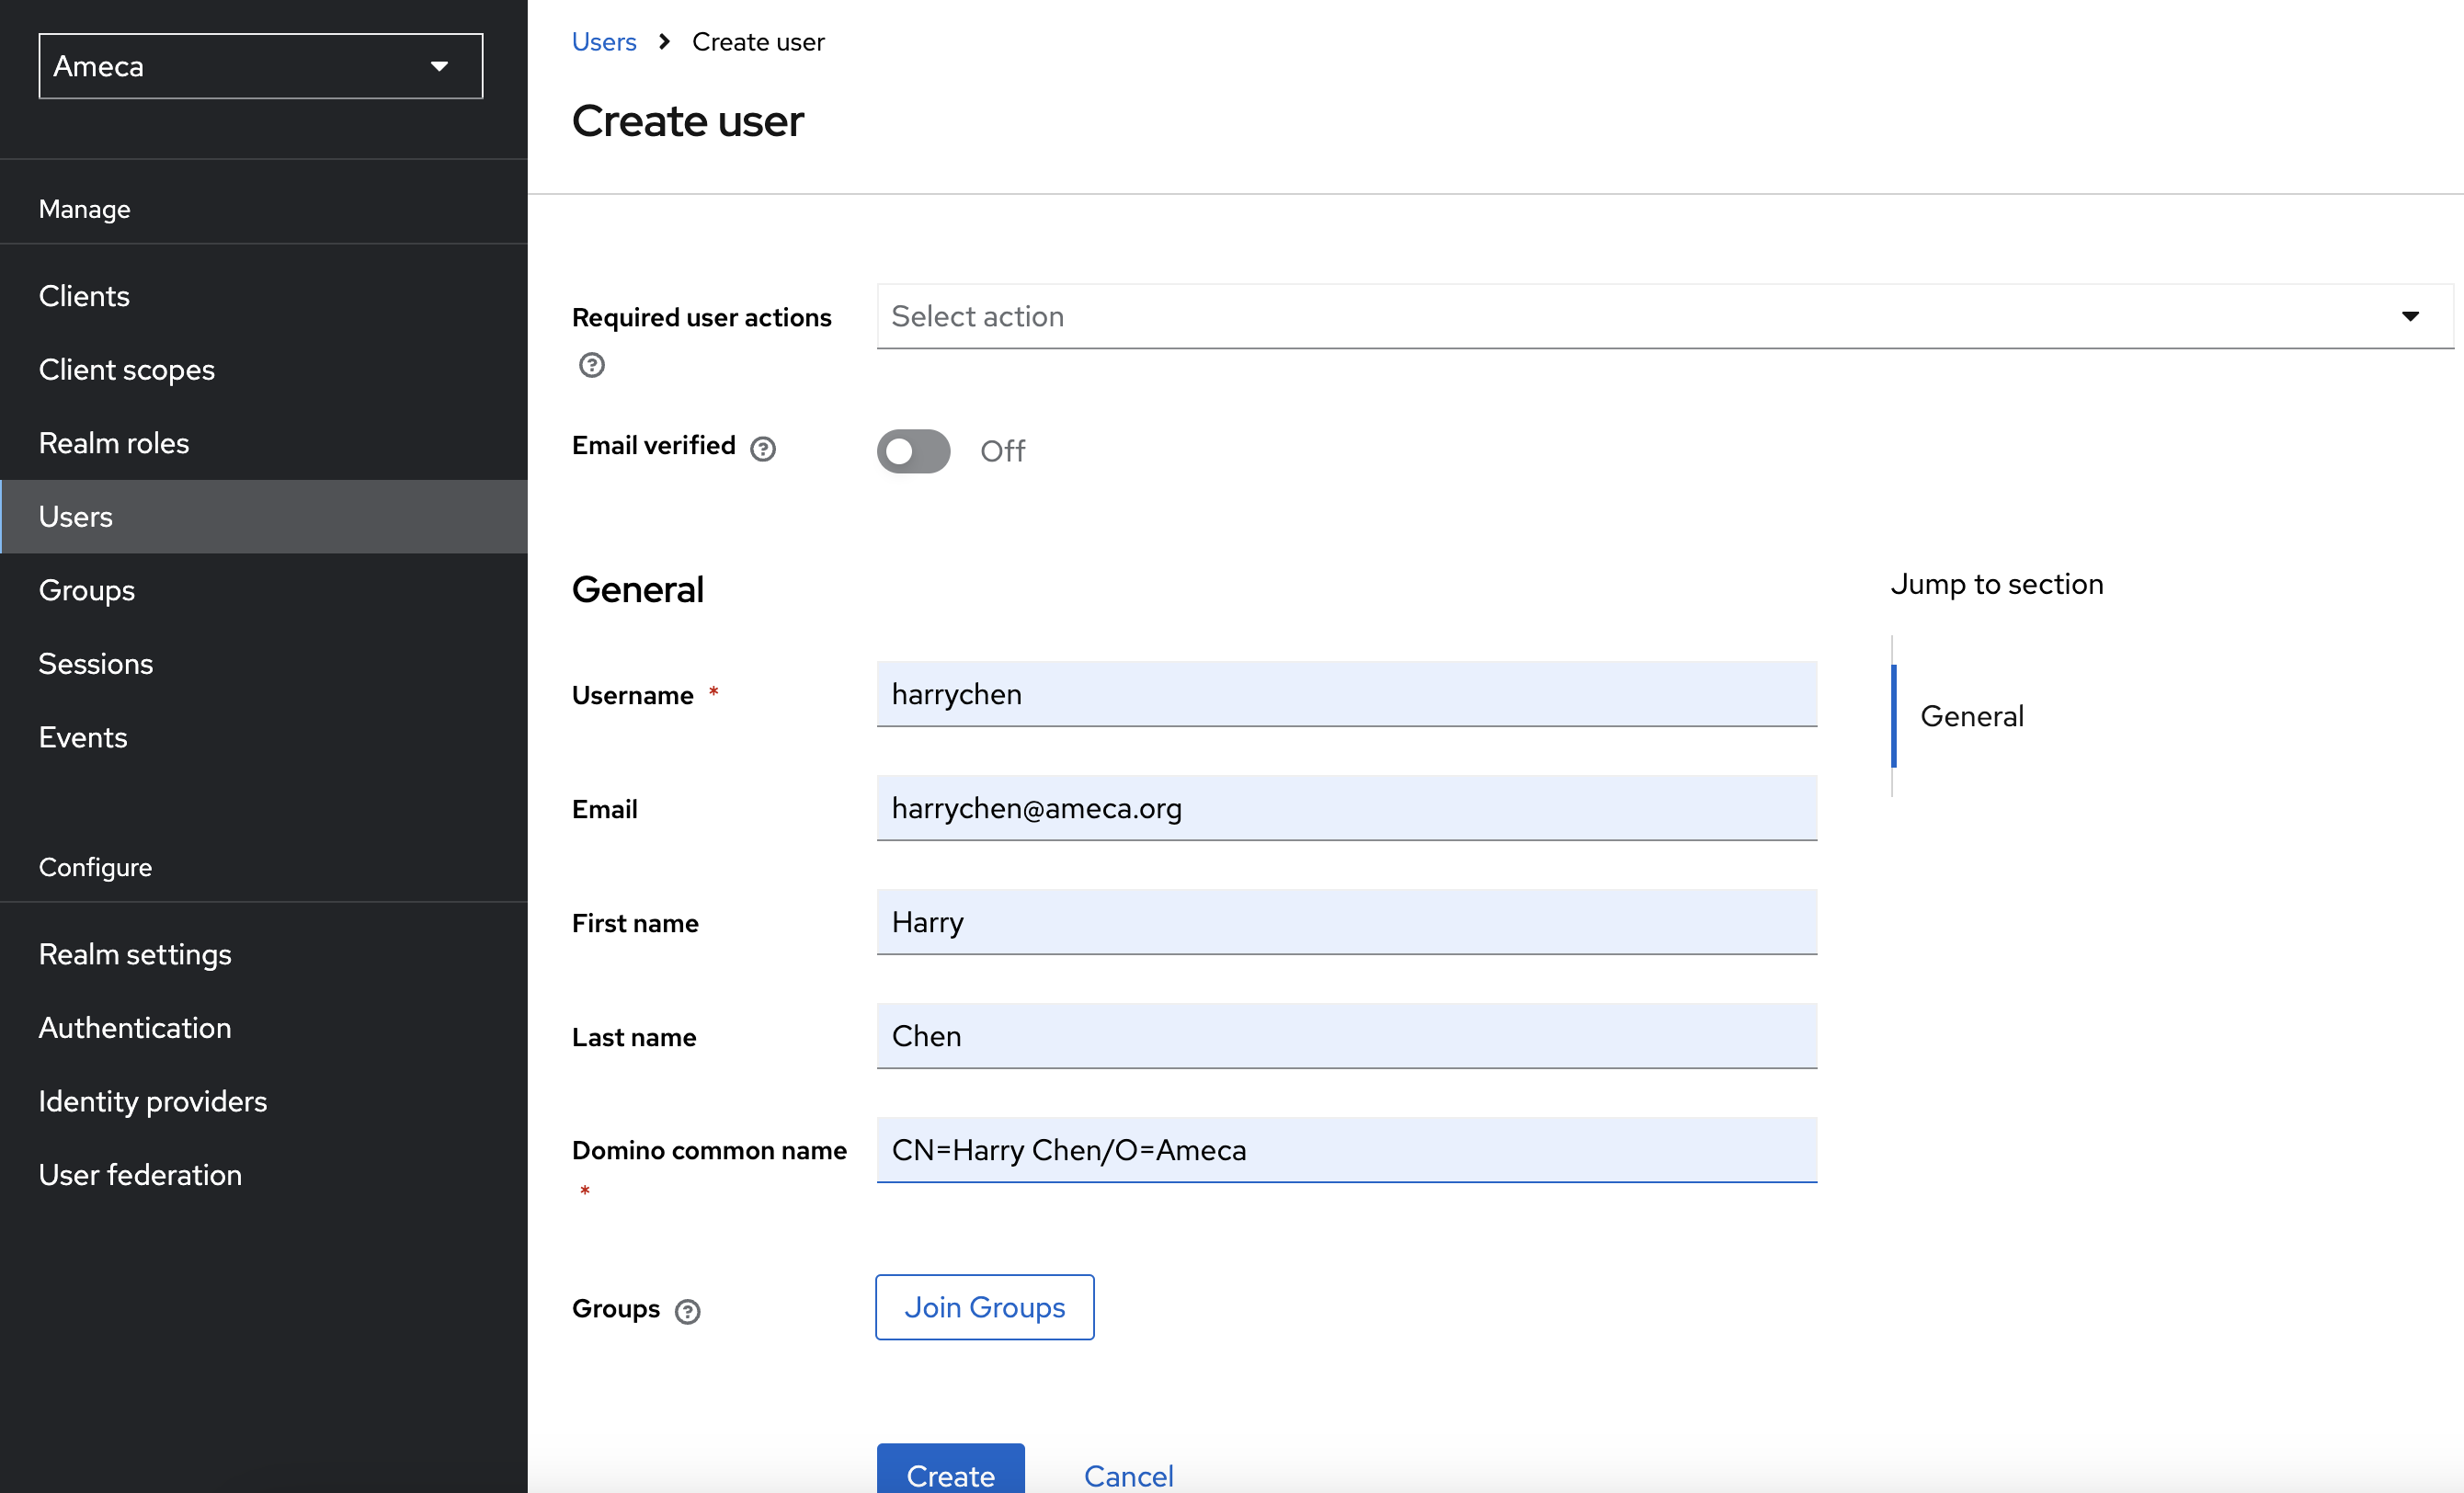 Ameca
Manage
Clients
Client scopes
Realm roles
Users
Groups
Sessions
Events
Configure
Realm settings
Authentication
Identity providers
User federation
Users > Create user
Create user
Required user actions
Select action
Email verified
Off
General
Username *
harrychen
Email
harrychen@ameca.org
First name
Harry
Last name
Chen
Domino common name *
CN=Harry Chen/O=Ameca
Groups
Join Groups
Create
Cancel
Jump to section
General